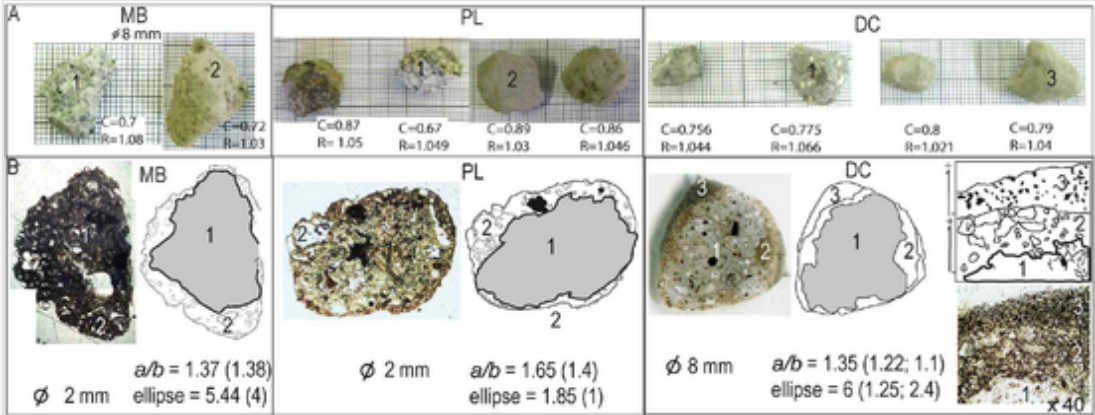 A
MB
ø8 mm
1
2
C=0.7
R=1.08
C=0.72
R=1.03
PL
1
2
C=0.87
R= 1.05
C=0.67
R=1.049
C=0.89
R=1.03
C=0.86
R=1.046
DC
1
3
C=0.756
R=1.044
C=0.775
R=1.066
C=0.8
R=1.021
C=0.79
R= 1.04
B
MB
1
2
1
2
a/b = 1.37 (1.38)
ø 2 mm
ellipse = 5.44 (4)
PL
2
1
2
1
2
ø 2 mm
a/b = 1.65 (1.4)
ellipse = 1.85 (1)
DC
3
1
2
3
1
2
3
2
1
ø 8 mm
a/b = 1.35 (1.22; 1.1)
ellipse = 6 (1.25; 2.4)
3
2
1
x 40